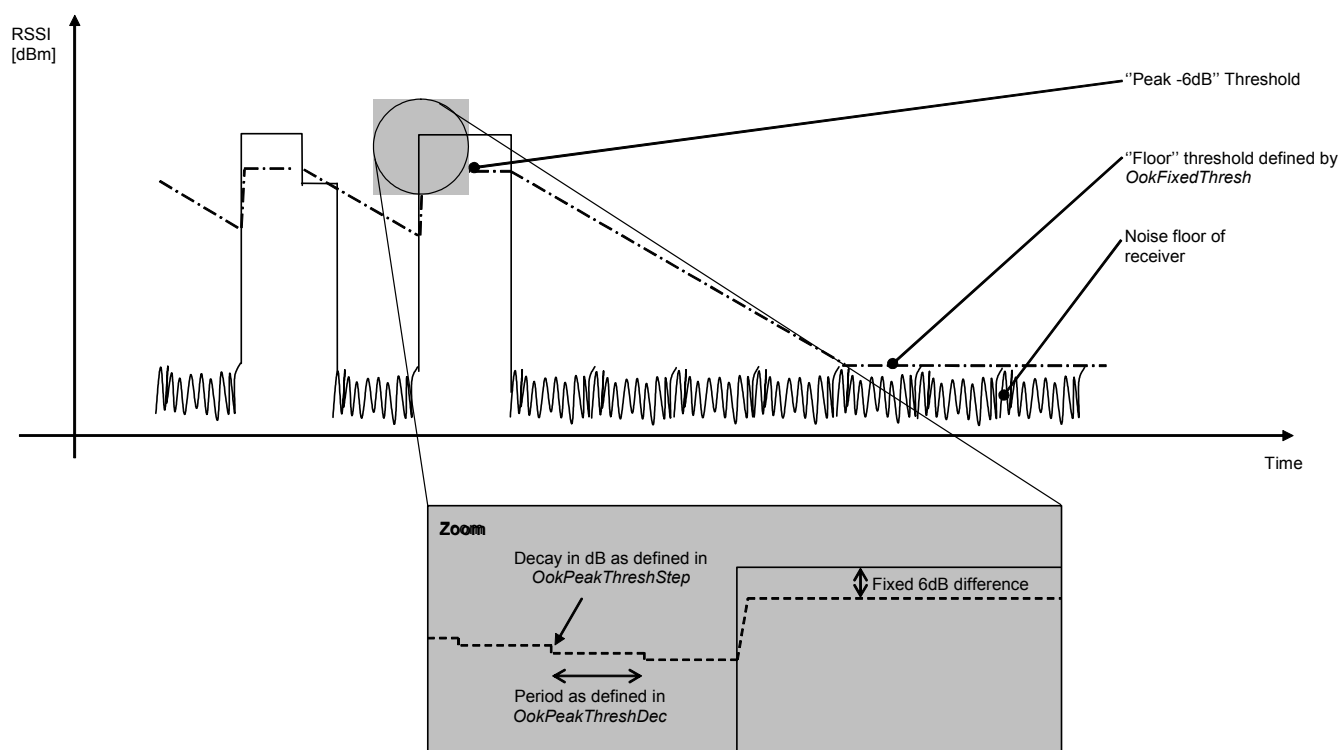 RSSI
[dBm]
‘’Peak -6dB’’ Threshold
‘’Floor’’ threshold defined by
OokFixedThresh
Noise floor of
receiver
Time
Zoom
Decay in dB as defined in
OokPeakThreshStep
Fixed 6dB difference
Period as defined in
OokPeakThreshDec